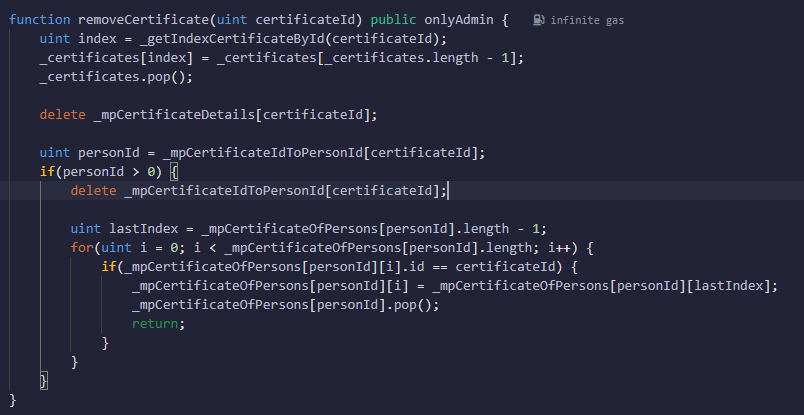 function removeCertificate(uint certificateId) public onlyAdmin { infinite gas
uint index = _getIndexCertificateById(certificateId);
_certificates[index] = _certificates[_certificates.length - 1];
_certificates.pop();
delete _mpCertificateDetails[certificateId];
uint personId = _mpCertificateIdToPersonId[certificateId];
if(personId > 0) {
delete _mpCertificateIdToPersonId[certificateId];
uint lastIndex = _mpCertificateOfPersons[personId].length - 1;
for(uint i = 0; i < _mpCertificateOfPersons[personId].length; i++) {
if(_mpCertificateOfPersons[personId][i].id == certificateId) {
_mpCertificateOfPersons[personId][i] = _mpCertificateOfPersons[personId][lastIndex];
_mpCertificateOfPersons[personId].pop();
return;
}
}
}
}